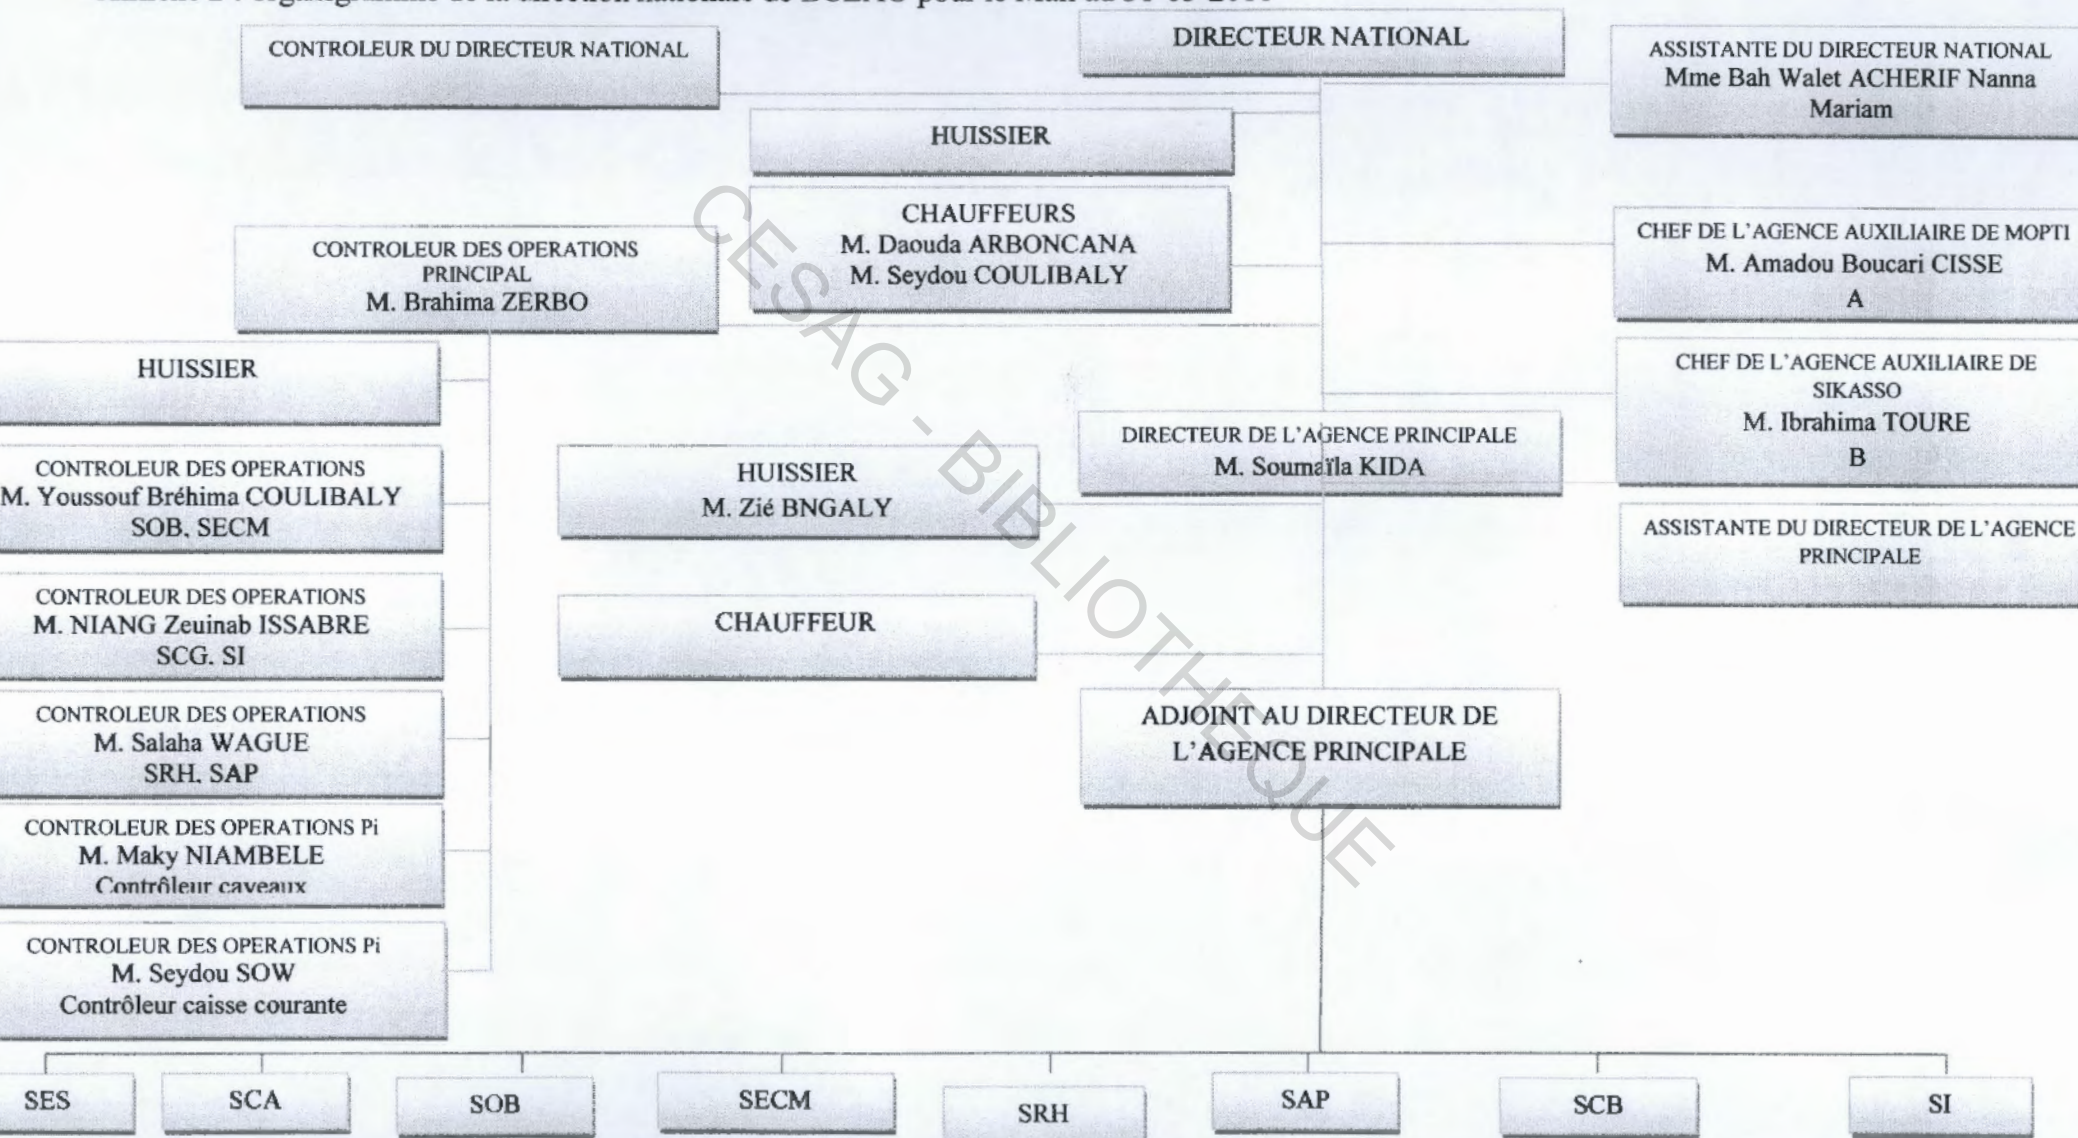 CONTROLEUR DU DIRECTEUR NATIONAL
DIRECTEUR NATIONAL
ASSISTANTE DU DIRECTEUR NATIONAL
Mme Bah Walet ACHERIF Nanna
Mariam
HUISSIER
CHAUFFEURS
M. Daouda ARBONCANA
M. Seydou COULIBALY
CONTROLEUR DES OPERATIONS
PRINCIPAL
M. Brahima ZERBO
CHEF DE L'AGENCE AUXILIAIRE DE MOPTI
M. Amadou Boucari CISSE
A
HUISSIER
CHEF DE L'AGENCE AUXILIAIRE DE
SIKASSO
M. Ibrahima TOURE
B
DIRECTEUR DE L'AGENCE PRINCIPALE
M. Soumaïla KIDA
CONTROLEUR DES OPERATIONS
M. Youssouf Bréhima COULIBALY
SOB, SECM
HUISSIER
M. Zié BNGALY
ASSISTANTE DU DIRECTEUR DE L'AGENCE
PRINCIPALE
CONTROLEUR DES OPERATIONS
M. NIANG Zeuinab ISSABRE
SCG. SI
CHAUFFEUR
CONTROLEUR DES OPERATIONS
M. Salaha WAGUE
SRH, SAP
ADJOINT AU DIRECTEUR DE
L'AGENCE PRINCIPALE
CONTROLEUR DES OPERATIONS Pi
M. Maky NIAMBELE
Contrôleur caveaux
CONTROLEUR DES OPERATIONS Pi
M. Seydou SOW
Contrôleur caisse courante
SES
SCA
SOB
SECM
SRH
SAP
SCB
SI
CESAG - BIBLIOTHEQUE